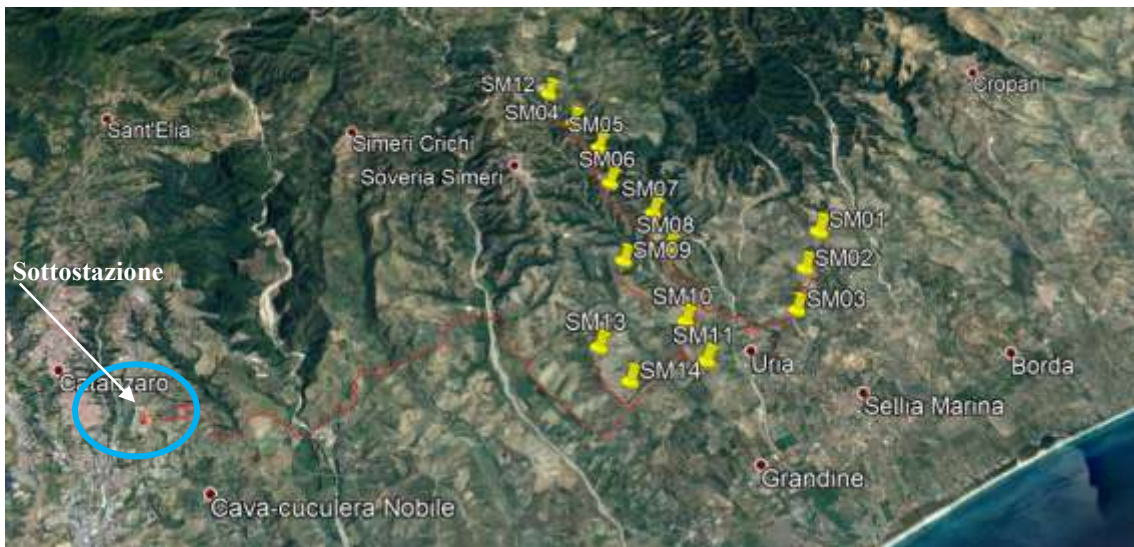 SM12
Cropani
SM04
Sant'Elia
SM05
Simeri Crichi
SM06
Soveria Simeri
SM07
SM08
SM01
SM09
SM02
Sottostazione
SM10
SM03
SM13
SM11
Uria
Borda
SM14
Catanzaro
Sellia Marina
Grandine
Cava-cuculera Nobile